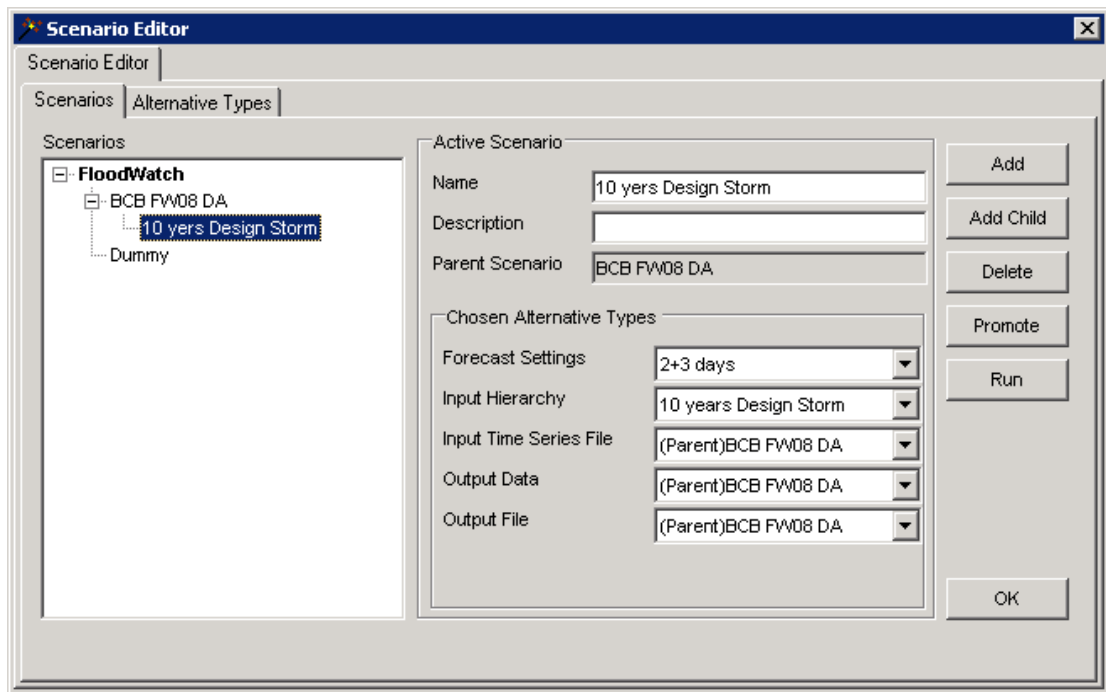 Scenario Editor
Scenario Editor
Scenarios
Alternative Types
Scenarios
FloodWatch
BCB FW08 DA
10 yers Design Storm
Dummy
Active Scenario
Name
10 yers Design Storm
Description
Parent Scenario
BCB FW08 DA
Chosen Alternative Types
Forecast Settings
2+3 days
Input Hierarchy
10 years Design Storm
Input Time Series File
(Parent)BCB FW08 DA
Output Data
(Parent)BCB FW08 DA
Output File
(Parent)BCB FW08 DA
Add
Add Child
Delete
Promote
Run
OK